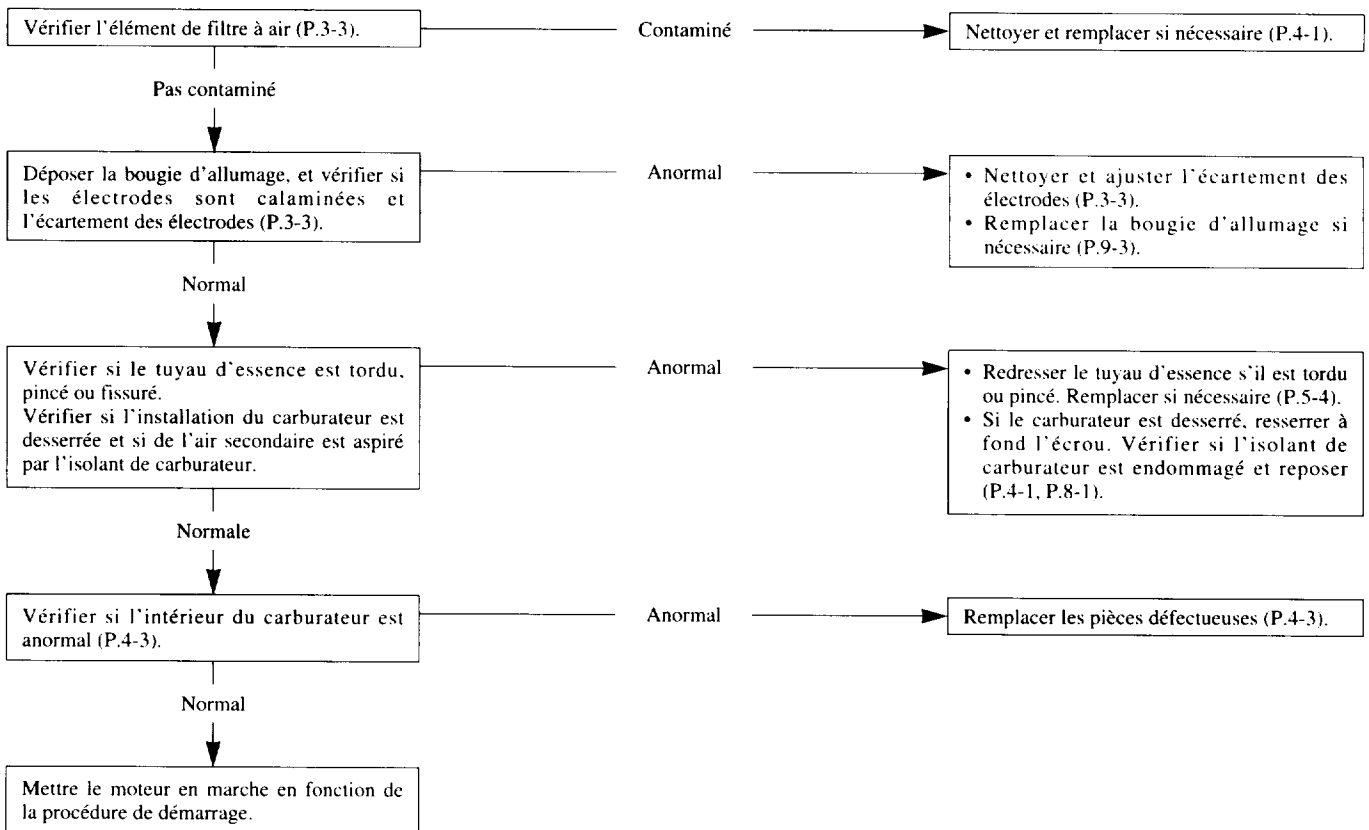 Vérifier l'élément de filtre à air (P.3-3).
Contaminé
Nettoyer et remplacer si nécessaire (P.4-1).
Pas contaminé
Déposer la bougie d'allumage, et vérifier si
les électrodes sont calaminées et
l'écartement des électrodes (P.3-3).
Anormal
• Nettoyer et ajuster l'écartement des
électrodes (P.3-3).
• Remplacer la bougie d'allumage si
nécessaire (P.9-3).
Normal
Vérifier si le tuyau d'essence est tordu,
pincé ou fissuré.
Vérifier si l'installation du carburateur est
desserrée et si de l'air secondaire est aspiré
par l'isolant de carburateur.
Anormal
• Redresser le tuyau d'essence s'il est tordu
ou pincé. Remplacer si nécessaire (P.5-4).
• Si le carburateur est desserré, resserrer à
fond l'écrou. Vérifier si l'isolant de
carburateur est endommagé et reposer
(P.4-1, P.8-1).
Normale
Vérifier si l'intérieur du carburateur est
anormal (P.4-3).
Anormal
Remplacer les pièces défectueuses (P.4-3).
Normal
Mettre le moteur en marche en fonction de
la procédure de démarrage.